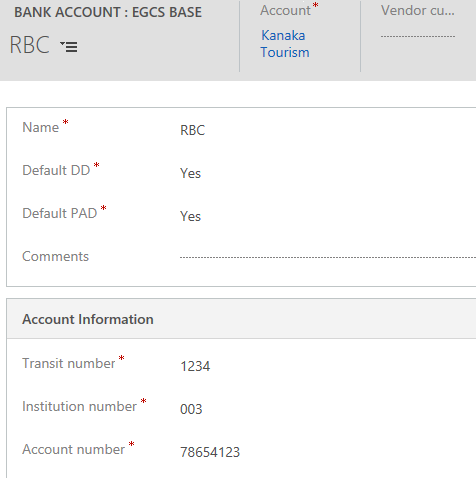 BANK ACCOUNT : EGCS BASE
RBC
Account*
Kanaka
Tourism
Vendor cu...
Name *
RBC
Default DD *
Yes
Default PAD *
Yes
Comments
Account Information
Transit number *
1234
Institution number *
003
Account number *
78654123